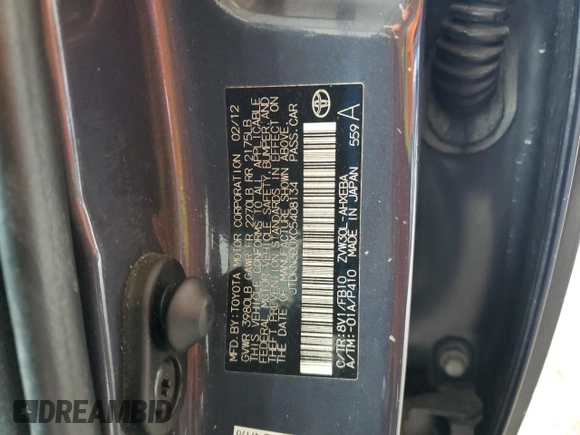 MFD.BY:TOYOTA MOTOR CORPORATION 02/12
GVWR 3980LB GAWR FR 2270LB RR 2175LB
THIS VEHICLE CONFORMS TO ALL APPLICABLE
FEDERAL MOTOR VEHICLE SAFETY, BUMPER, AND
THEFT PREVENTION STANDARDS IN EFFECT ON
THE DATE OF MANUFACTURE SHOWN ABOVE.
JTDKN3DUXC5408134 PASS.CAR
C/TR:8V1/FB10 ZVW30L-AHXEBA
A/TM:-01A/P410 MADE IN JAPAN 559 A
DREAMBID